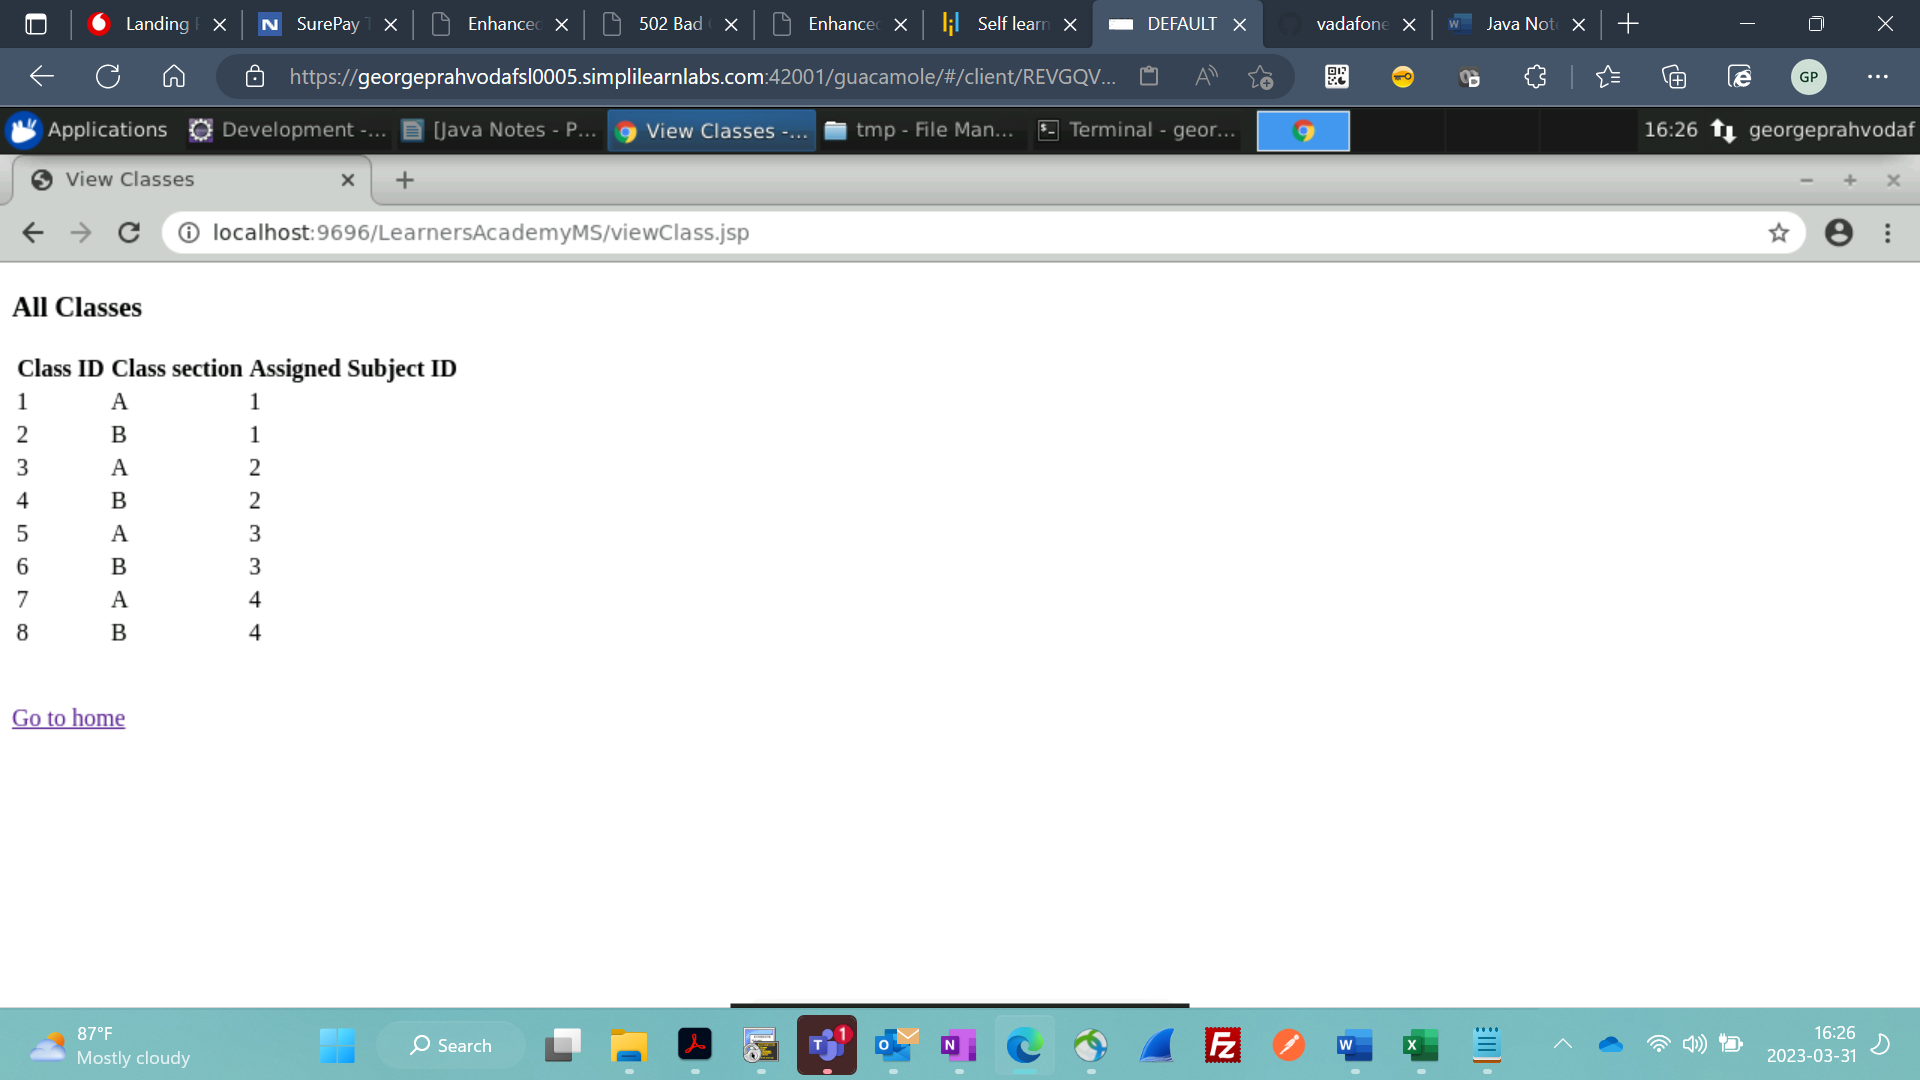 Landing
SurePay T
Enhanced
502 Bad
Enhanced
Self learn
DEFAULT
vadafone
Java Note
https://georgeprahvodafsl0005.simplilearnlabs.com:42001/guacamole/#/client/REVGQV...
GP
Applications
Development -...
[Java Notes - P...
View Classes -...
tmp - File Man...
Terminal - geor...
16:26
georgeprahvodaf
View Classes
localhost:9696/LearnersAcademyMS/viewClass.jsp
All Classes
Class ID Class section Assigned Subject ID
1 A 1
2 B 1
3 A 2
4 B 2
5 A 3
6 B 3
7 A 4
8 B 4
Go to home
87°F
Mostly cloudy
Search
1
16:26
2023-03-31